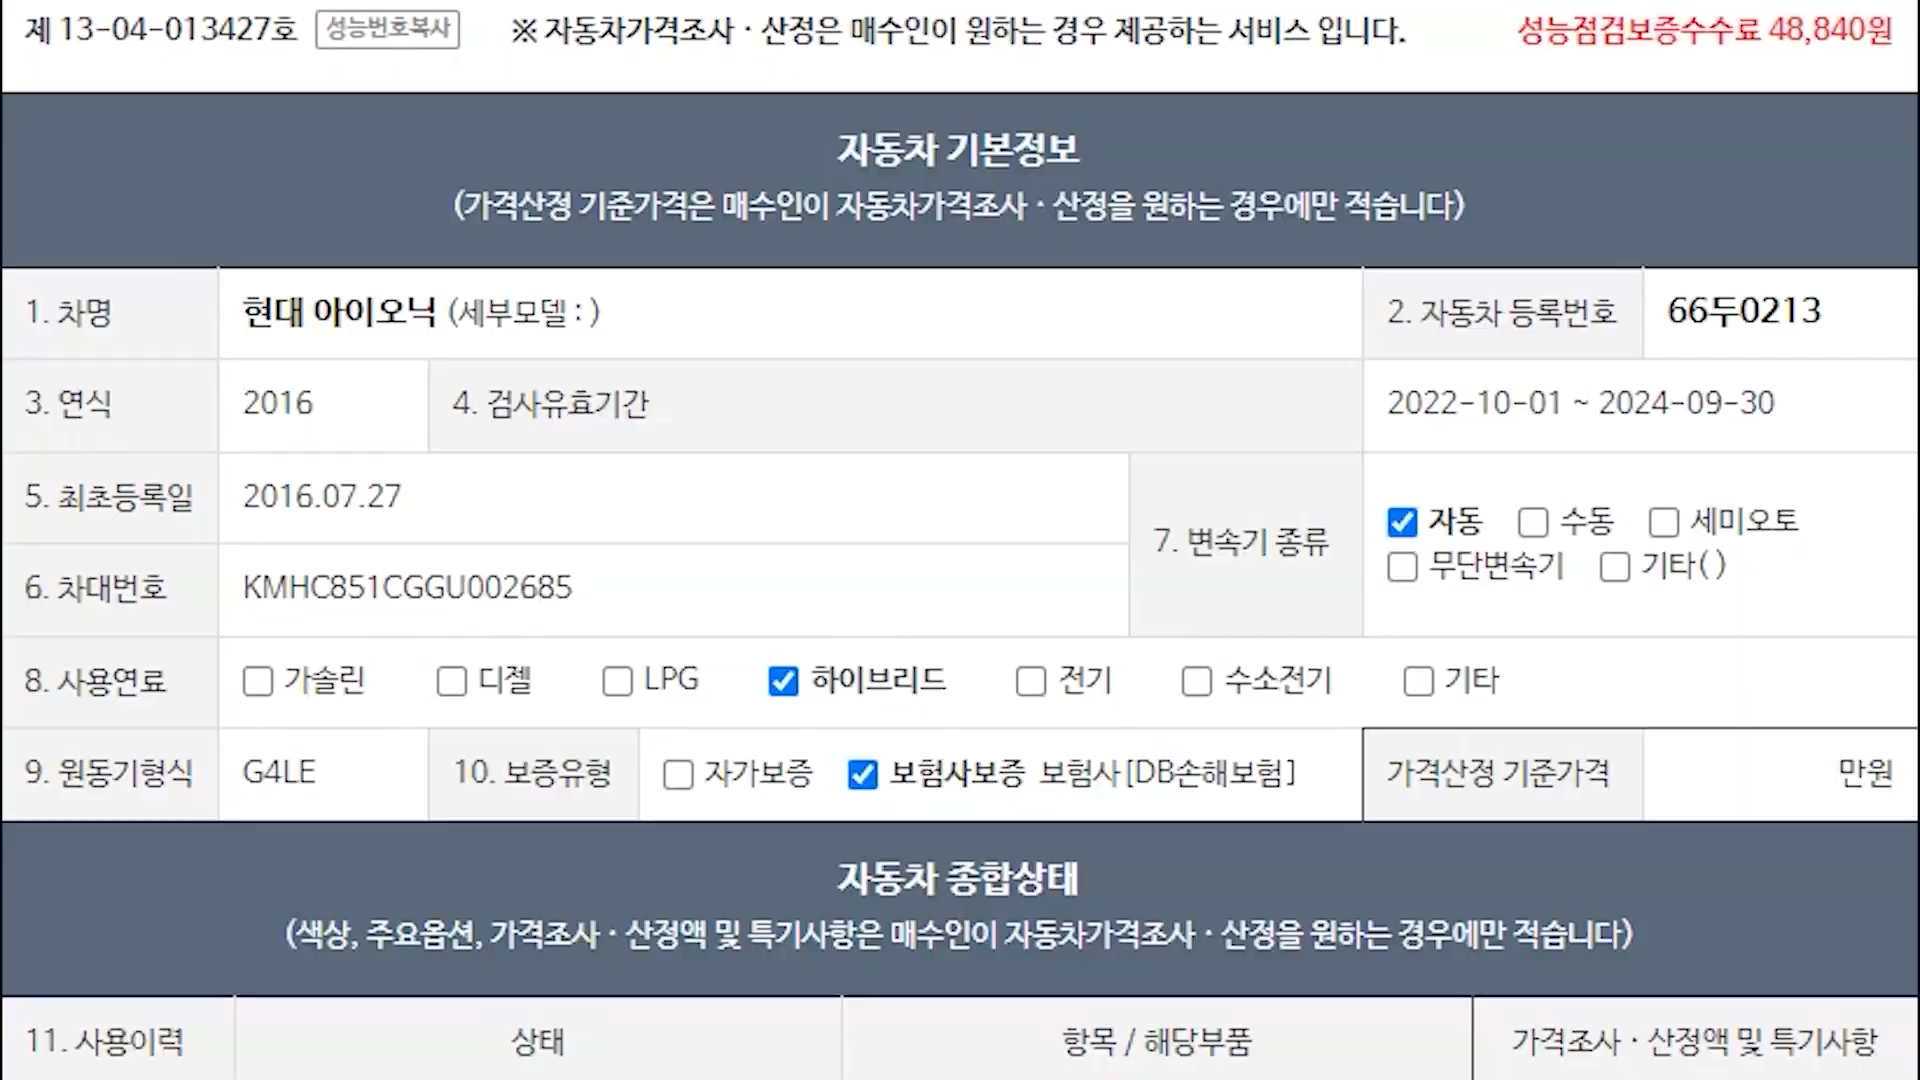 제 13-04-013427호 성능번호복사 ※ 자동차가격조사 · 산정은 매수인이 원하는 경우 제공하는 서비스 입니다. 성능점검보증수수료 48,840원
자동차 기본정보
(가격산정 기준가격은 매수인이 자동차가격조사 · 산정을 원하는 경우에만 적습니다)
1. 차명 현대 아이오닉 (세부모델 : ) 2. 자동차 등록번호 66두0213
3. 연식 2016 4. 검사유효기간 2022-10-01 ~ 2024-09-30
5. 최초등록일 2016.07.27
7. 변속기 종류 자동 수동 세미오토
무단변속기 기타( )
6. 차대번호 KMHC851CGGU002685
8. 사용연료 가솔린 디젤 LPG 하이브리드 전기 수소전기 기타
9. 원동기형식 G4LE 10. 보증유형 자가보증 보험사보증 보험사[DB손해보험] 가격산정 기준가격 만원
자동차 종합상태
(색상, 주요옵션, 가격조사 · 산정액 및 특기사항은 매수인이 자동차가격조사 · 산정을 원하는 경우에만 적습니다)
11. 사용이력 상태 항목 / 해당부품 가격조사 · 산정액 및 특기사항